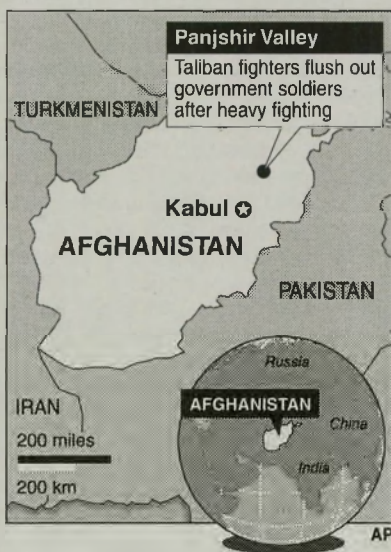 Panjshir Valley
Taliban fighters flush out
government soldiers
after heavy fighting
TURKMENISTAN
Kabul
AFGHANISTAN
PAKISTAN
IRAN
200 miles
200 km
Russia
AFGHANISTAN
China
India
AP